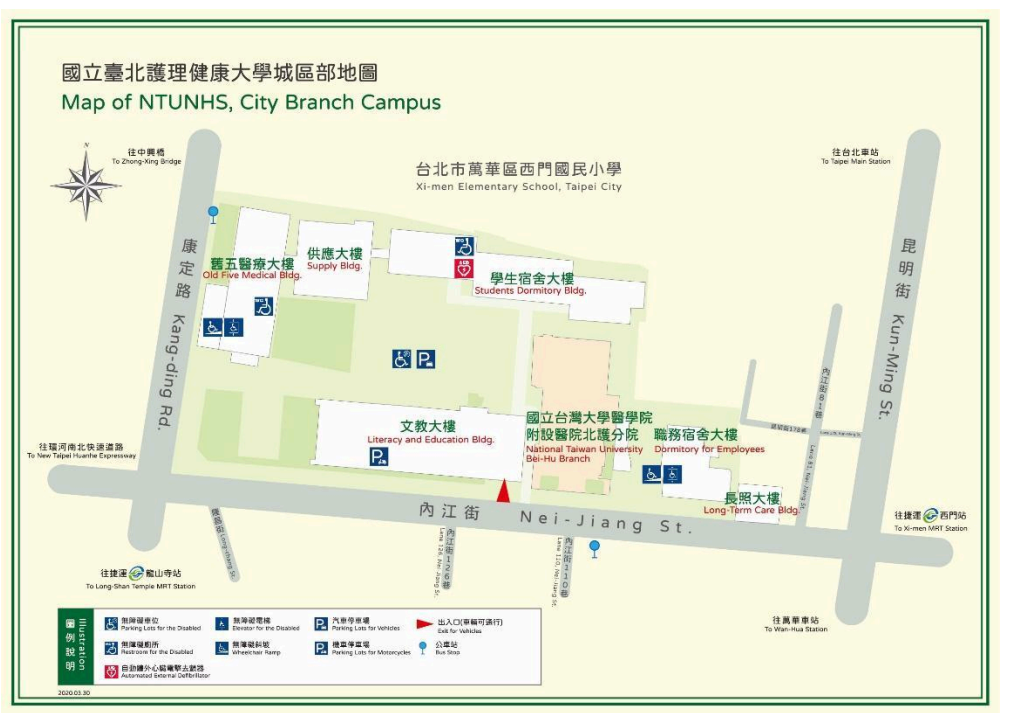 國立臺北護理健康大學城區部地圖
Map of NTUNHS, City Branch Campus
N
往中興橋
To Zhong-Xing Bridge
台北市萬華區西門國民小學
Xi-men Elementary School, Taipei City
往台北車站
To Taipei Main Station
康定路 Kang-ding Rd.
昆明街 Kun-Ming St.
舊五醫療大樓
Old Five Medical Bldg.
供應大樓
Supply Bldg.
學生宿舍大樓
Students Dormitory Bldg.
文教大樓
Literacy and Education Bldg.
國立台灣大學醫學院
附設醫院北護分院
National Taiwan University
Bei-Hu Branch
職務宿舍大樓
Dormitory for Employees
長照大樓
Long-Term Care Bldg.
內江街81巷
Lane 81, Nei-Jiang St.
往環河南北快速道路
To New Taipei Huanhe Expressway
內江街 Nei-Jiang St.
往捷運 西門站
To Xi-men MRT Station
內江街126巷
內江街110巷
Lane 110, Nei-Jiang St.
往捷運 龍山寺站
To Long-Shan Temple MRT Station
往萬華車站
To Wan-Hua Station
圖例說明 Illustration
無障礙車位
Parking Lots for the Disabled
無障礙電梯
Elevator for the Disabled
汽車停車場
Parking Lots for Vehicles
出入口(車輛可通行)
Exit for Vehicles
無障礙廁所
Restroom for the Disabled
無障礙斜坡
Wheelchair Ramp
機車停車場
Parking Lots for Motorcycles
公車站
Bus Stop
自動體外心臟電擊去顫器
Automated External Defibrillator
2020.03.30